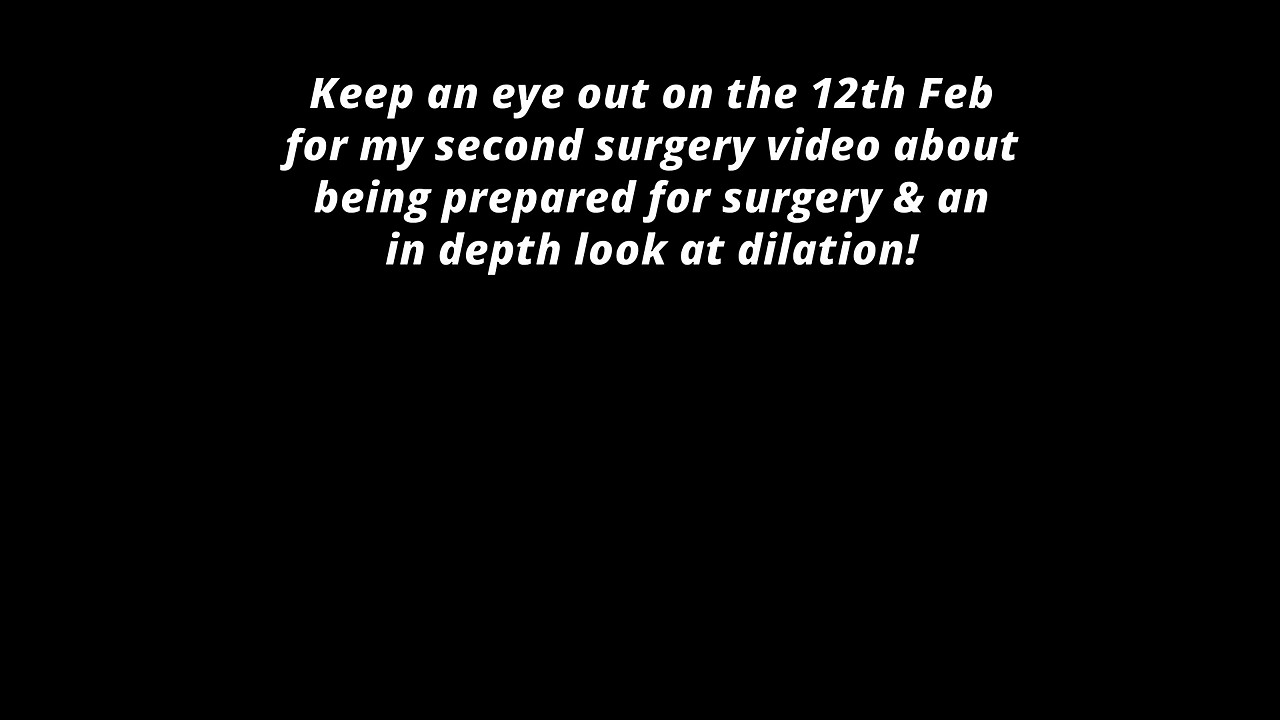 Keep an eye out on the 12th Feb
for my second surgery video about
being prepared for surgery & an
in depth look at dilation!